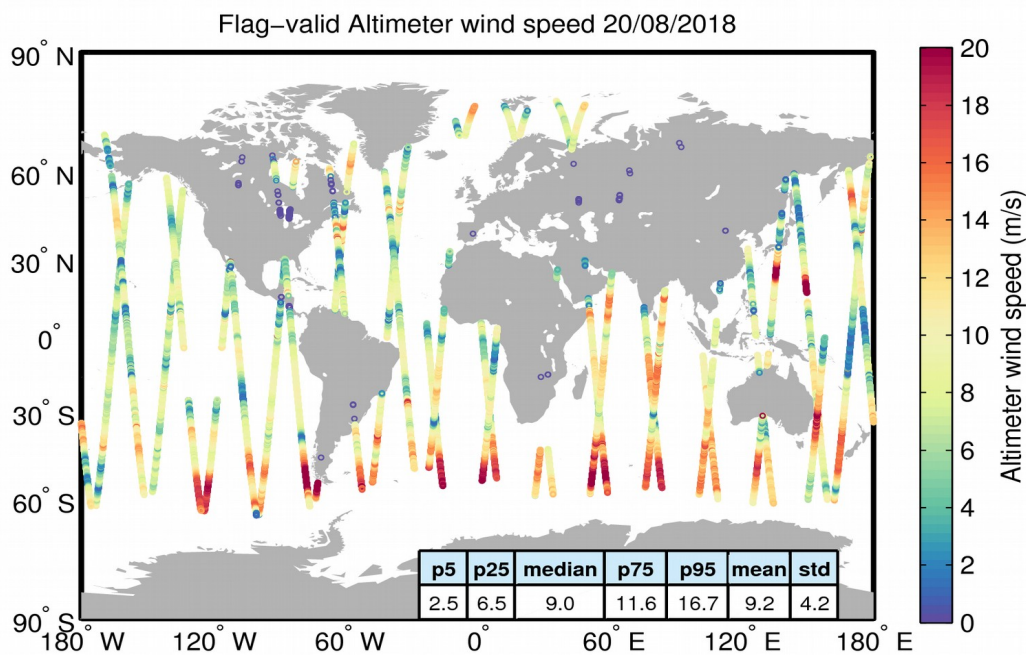 Flag−valid Altimeter wind speed 20/08/2018
90° N
60° N
30° N
0°
30° S
60° S
90° S
180° W
120° W
60° W
0°
60° E
120° E
180° E
p5 p25 median p75 p95 mean std
2.5 6.5 9.0 11.6 16.7 9.2 4.2
20
18
16
14
12
10
8
6
4
2
0
Altimeter wind speed (m/s)